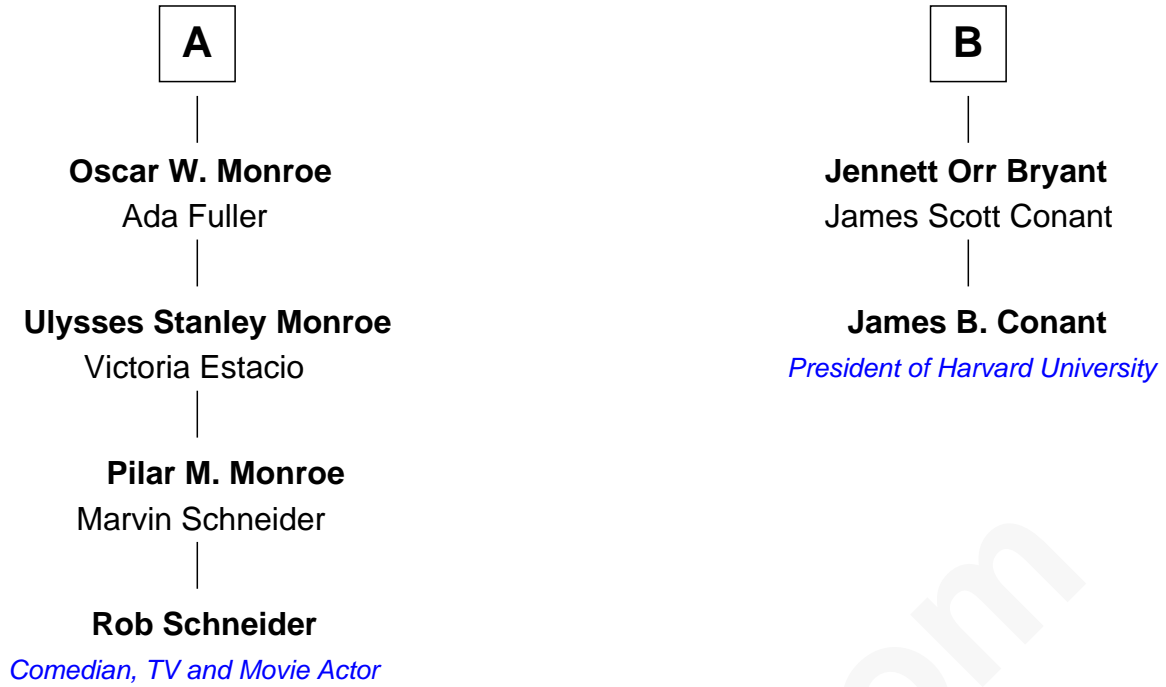 A
Oscar W. Monroe
Ada Fuller
Ulysses Stanley Monroe
Victoria Estacio
Pilar M. Monroe
Marvin Schneider
Rob Schneider
Comedian, TV and Movie Actor
B
Jennett Orr Bryant
James Scott Conant
James B. Conant
President of Harvard University
om